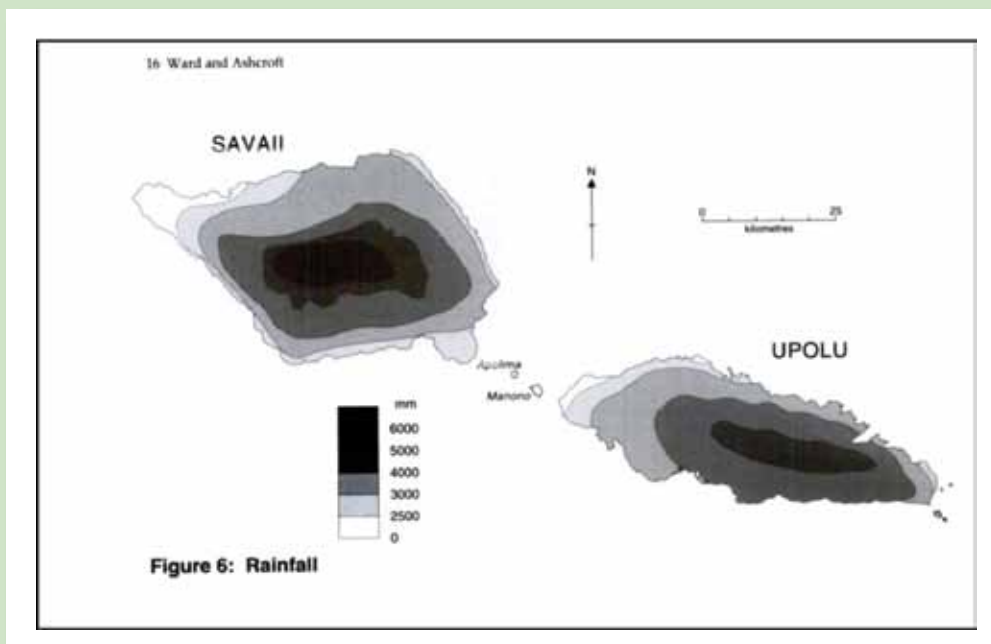 16 Ward and Ashcroft
SAVAII
N
0 25
kilometres
UPOLU
Apolima
Manono
mm
6000
5000
4000
3000
2500
0
Figure 6: Rainfall